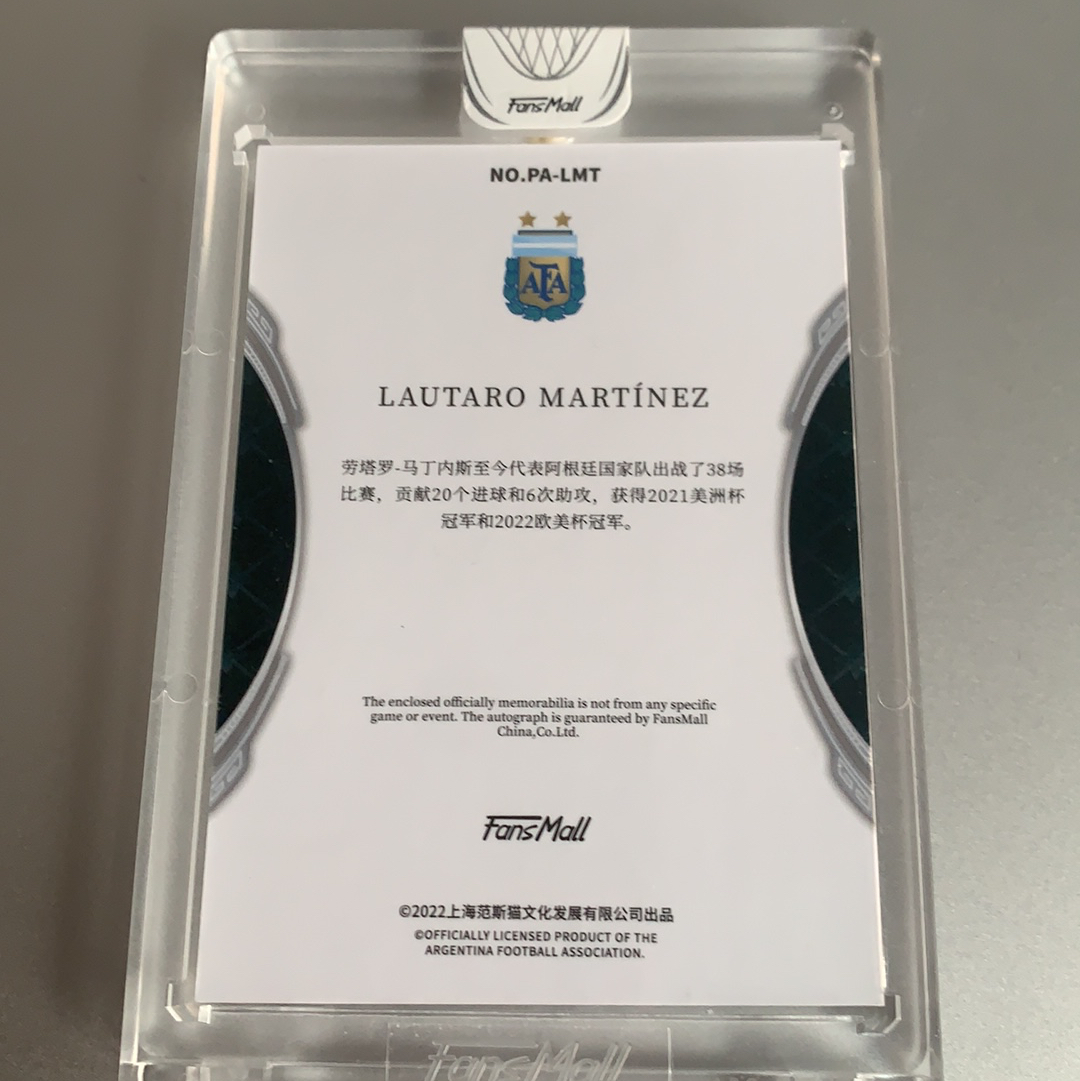 FansMall
NO.PA-LMT
AFA
LAUTARO MARTÍNEZ
劳塔罗-马丁内斯至今代表阿根廷国家队出战了38场
比赛，贡献20个进球和6次助攻，获得2021美洲杯
冠军和2022欧美杯冠军。
The enclosed officially memorabilia is not from any specific
game or event. The autograph is guaranteed by FansMall
China,Co.Ltd.
FansMall
©2022上海范斯猫文化发展有限公司出品
©OFFICIALLY LICENSED PRODUCT OF THE
ARGENTINA FOOTBALL ASSOCIATION.
FansMall